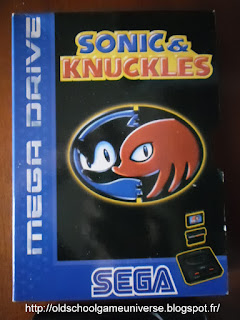 SONIC &
KNUCKLES
MEGA DRIVE
SEGA
http://oldschoolgameuniverse.blogspot.fr/